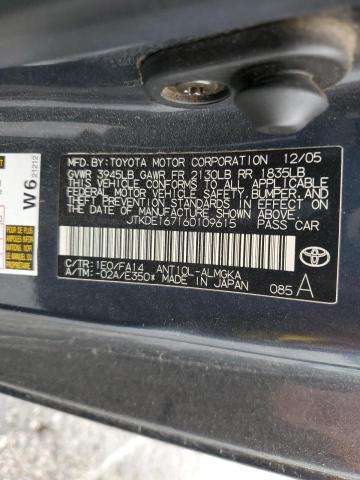 MFD. BY: TOYOTA MOTOR CORPORATION 12/05
GVWR 3945LB GAWR FR 2130LB RR 1835LB
THIS VEHICLE CONFORMS TO ALL APPLICABLE
FEDERAL MOTOR VEHICLE SAFETY, BUMPER, AND
THEFT PREVENTION STANDARDS IN EFFECT ON
THE DATE OF MANUFACTURE SHOWN ABOVE.
JTKDE167160109615 PASS CAR
C/TR: 1E0/FA14 ANT10L-ALMGKA
A/TM: -02A/E350* MADE IN JAPAN 085 A
W6 21212